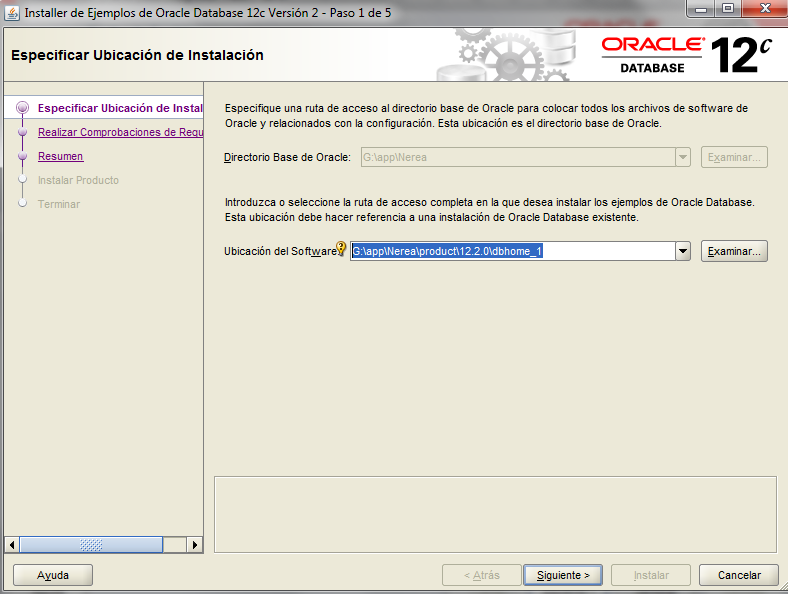 Installer de Ejemplos de Oracle Database 12c Versión 2 - Paso 1 de 5
Especificar Ubicación de Instalación
ORACLE®
DATABASE
12c
Especificar Ubicación de Instal
Realizar Comprobaciones de Requ
Resumen
Instalar Producto
Terminar
Especifique una ruta de acceso al directorio base de Oracle para colocar todos los archivos de software de
Oracle y relacionados con la configuración. Esta ubicación es el directorio base de Oracle.
Directorio Base de Oracle: G:\app\Nerea Examinar...
Introduzca o seleccione la ruta de acceso completa en la que desea instalar los ejemplos de Oracle Database.
Esta ubicación debe hacer referencia a una instalación de Oracle Database existente.
Ubicación del Software: G:\app\Nerea\product\12.2.0\dbhome_1 Examinar...
Ayuda < Atrás Siguiente > Instalar Cancelar